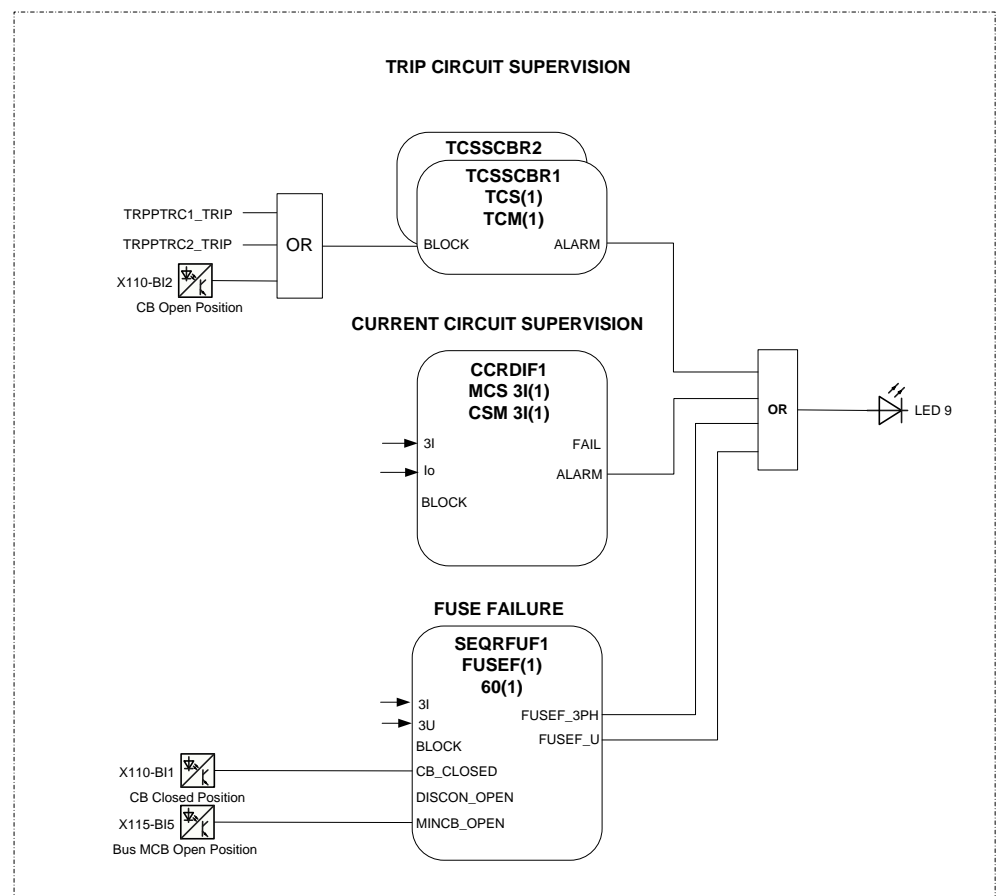 TRIP CIRCUIT SUPERVISION
TCSSCBR2
TCSSCBR1
TCS(1)
TCM(1)
TRPPTRC1_TRIP
TRPPTRC2_TRIP
OR
BLOCK
ALARM
X110-BI2
CB Open Position
CURRENT CIRCUIT SUPERVISION
CCRDIF1
MCS 3I(1)
CSM 3I(1)
OR
LED 9
3I
FAIL
Io
ALARM
BLOCK
FUSE FAILURE
SEQRFUF1
FUSEF(1)
60(1)
3I
FUSEF_3PH
3U
FUSEF_U
BLOCK
X110-BI1
CB_CLOSED
CB Closed Position
DISCON_OPEN
X115-BI5
MINCB_OPEN
Bus MCB Open Position